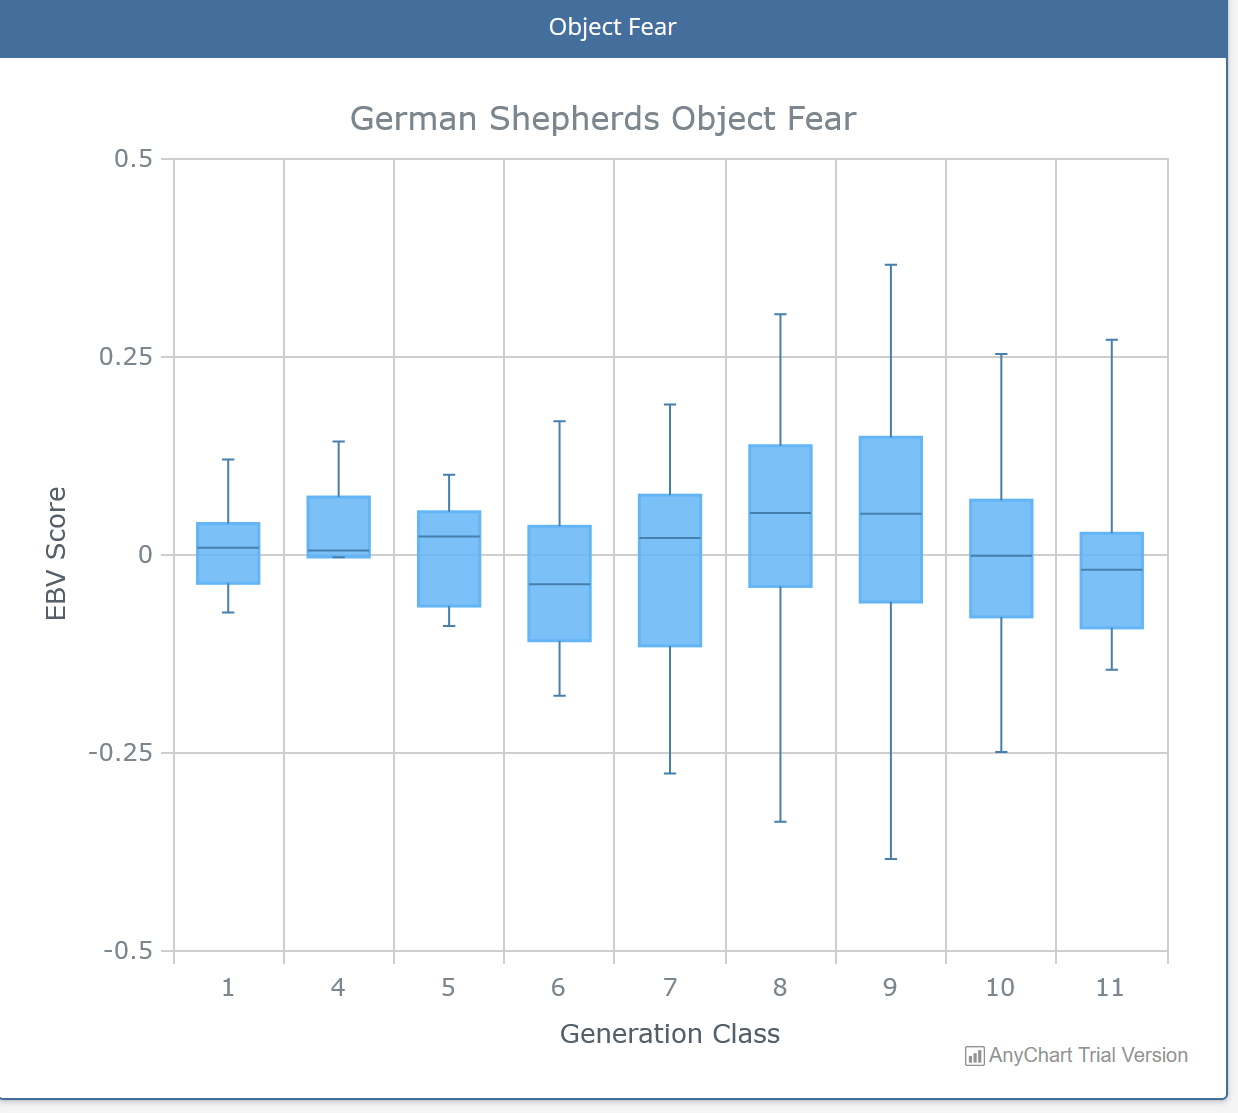 Object Fear
German Shepherds Object Fear
0.5
0.25
0
-0.25
-0.5
EBV Score
1 4 5 6 7 8 9 10 11
Generation Class
AnyChart Trial Version